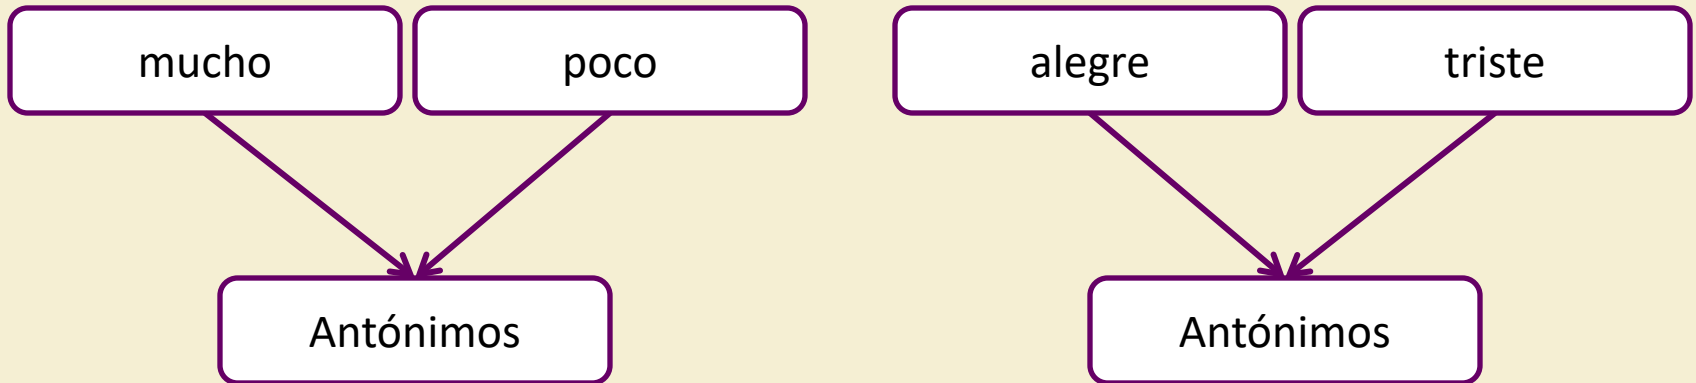 mucho
poco
alegre
triste
Antónimos
Antónimos